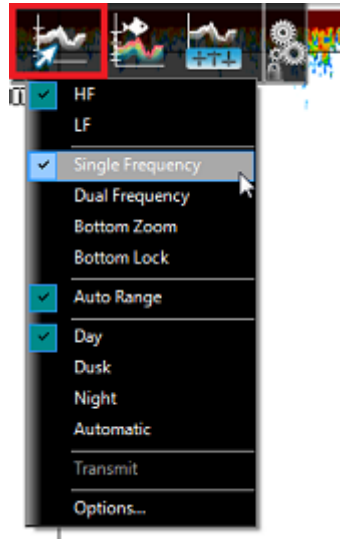 HF
LF
Single Frequency
Dual Frequency
Bottom Zoom
Bottom Lock
Auto Range
Day
Dusk
Night
Automatic
Transmit
Options...